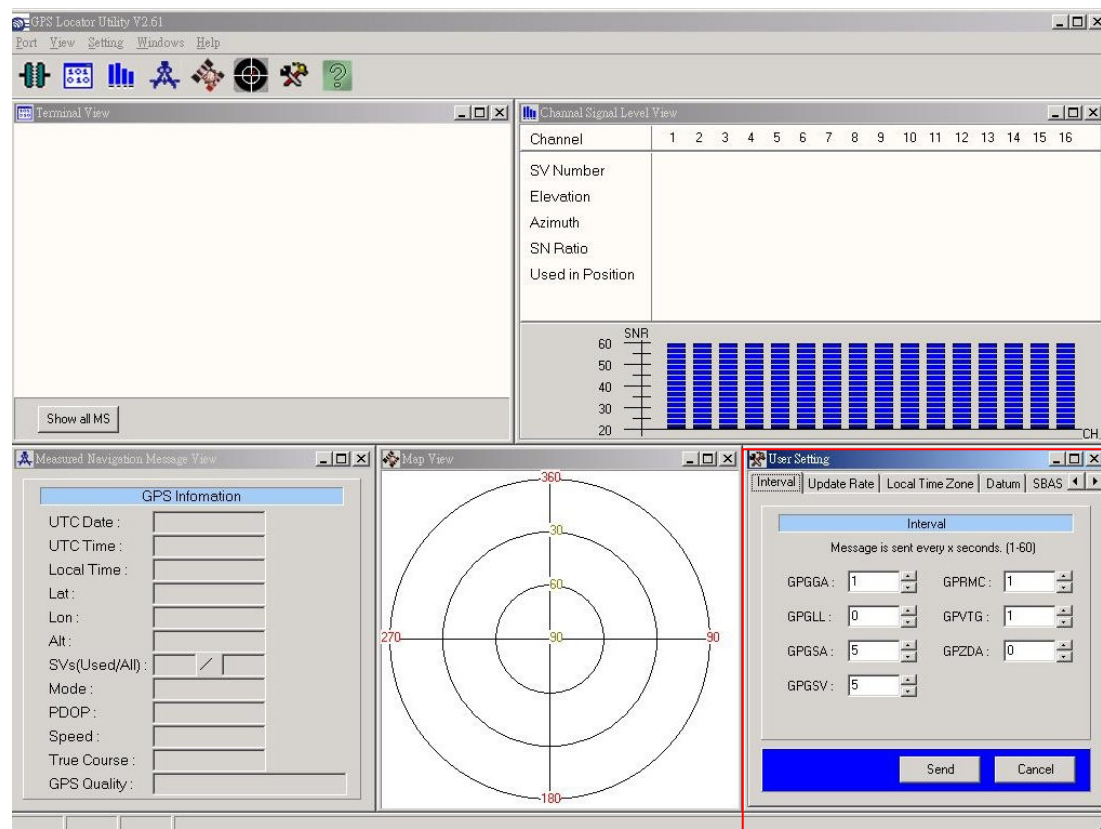 GPS Locator Utility V2.61
Port View Setting Windows Help
101
010
Terminal View
Show all MS
Channel Signal Level View
Channel 1 2 3 4 5 6 7 8 9 10 11 12 13 14 15 16
SV Number
Elevation
Azimuth
SN Ratio
Used in Position
SNR
60
50
40
30
20
CH
Measured Navigation Message View
GPS Infomation
UTC Date :
UTC Time :
Local Time :
Lat :
Lon :
Alt :
SVs(Used/All) : /
Mode :
PDOP :
Speed :
True Course :
GPS Quality :
Map View
360
30
60
270 90 90
180
User Setting
Interval Update Rate Local Time Zone Datum SBAS
Interval
Message is sent every x seconds. (1-60)
GPGGA : 1 GPRMC : 1
GPGLL : 0 GPVTG : 1
GPGSA : 5 GPZDA : 0
GPGSV : 5
Send Cancel